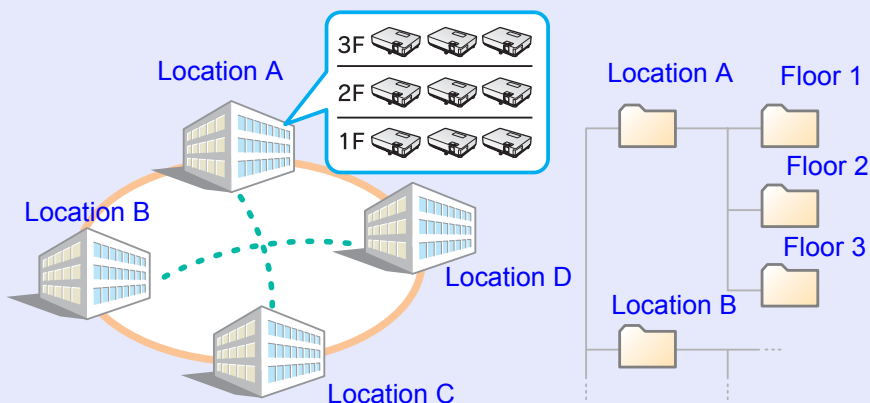 Location A
3F
2F
1F
Location B
Location D
Location C
Location A
Floor 1
Floor 2
Floor 3
Location B